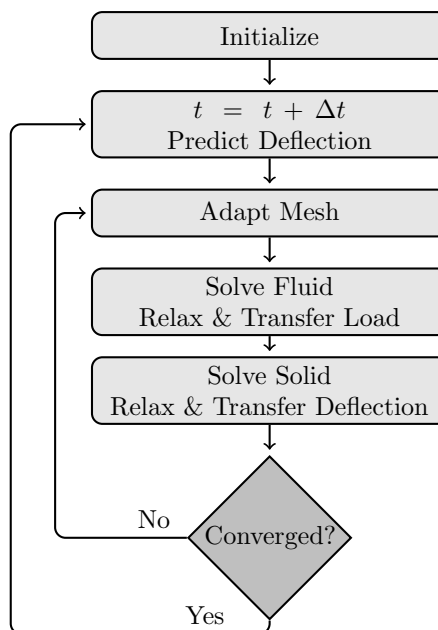 Initialize
t = t + Δt
Predict Deflection
Adapt Mesh
Solve Fluid
Relax & Transfer Load
Solve Solid
Relax & Transfer Deflection
No
Converged?
Yes